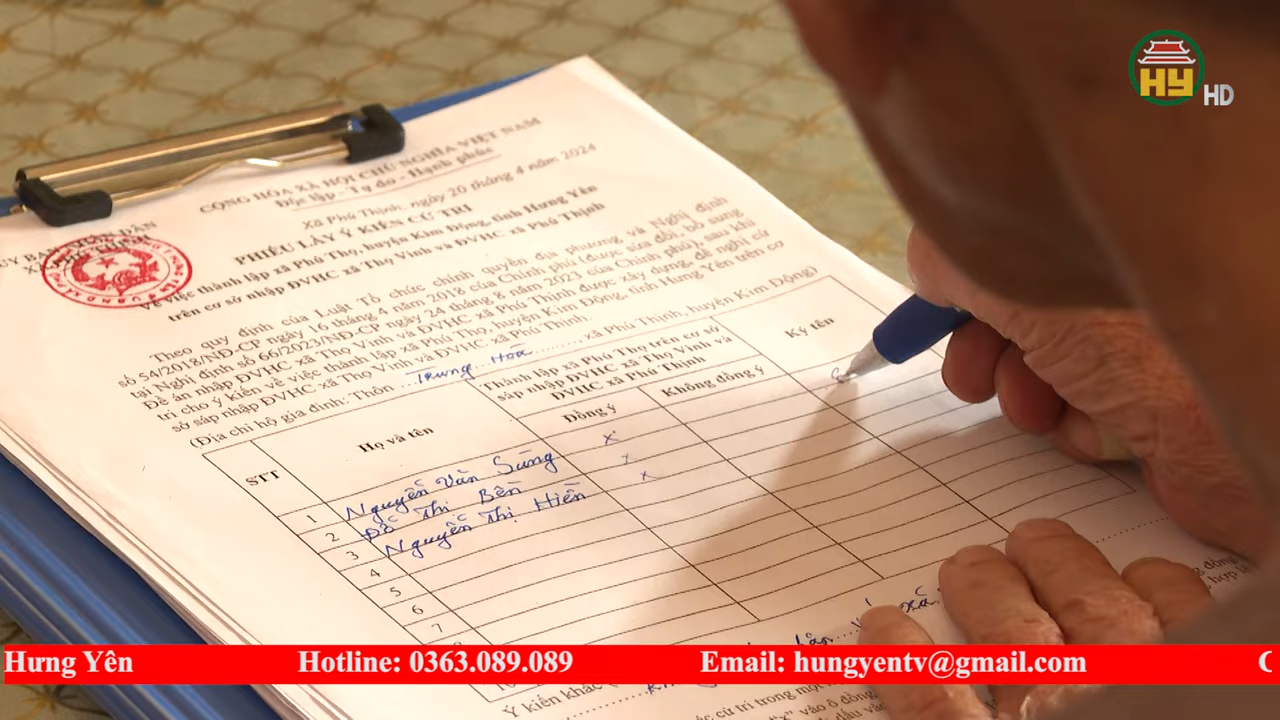 HY HD
CỘNG HÒA XÃ HỘI CHỦ NGHĨA VIỆT NAM
Độc lập - Tự do - Hạnh phúc
Xã Phú Thịnh, ngày 20 tháng 4 năm 2024
PHIẾU LẤY Ý KIẾN CỬ TRI
Về việc thành lập xã Phú Thọ, huyện Kim Động, tỉnh Hưng Yên
trên cơ sở nhập ĐVHC xã Thọ Vinh và ĐVHC xã Phú Thịnh
Theo quy định của Luật Tổ chức chính quyền địa phương và Nghị định
số 54/2018/NĐ-CP ngày 16 tháng 4 năm 2018 của Chính phủ (được sửa đổi bổ sung
tại Nghị định số 66/2023/NĐ-CP ngày 24 tháng 8 năm 2023 của Chính phủ), sau khi
Đề án nhập ĐVHC xã Thọ Vinh và ĐVHC xã Phú Thịnh được xây dựng, đề nghị cử
tri cho ý kiến về việc thành lập xã Phú Thọ, huyện Kim Động, tỉnh Hưng Yên trên cơ
sở sáp nhập ĐVHC xã Thọ Vinh và ĐVHC xã Phú Thịnh
(Địa chỉ hộ gia đình: Thôn ...Trung Hoà........., xã Phú Thịnh, huyện Kim Động)
STT Họ và tên
Thành lập xã Phú Thọ trên cơ sở
sáp nhập ĐVHC xã Thọ Vinh và
ĐVHC xã Phú Thịnh
Ký tên
Đồng ý Không đồng ý
1 Nguyễn Văn Sùng x
2 Đỗ Thị Bền x
3 Nguyễn Thị Hiền x
4
5
6
7
Ý kiến khác
Hưng Yên Hotline: 0363.089.089 Email: hungyentv@gmail.com